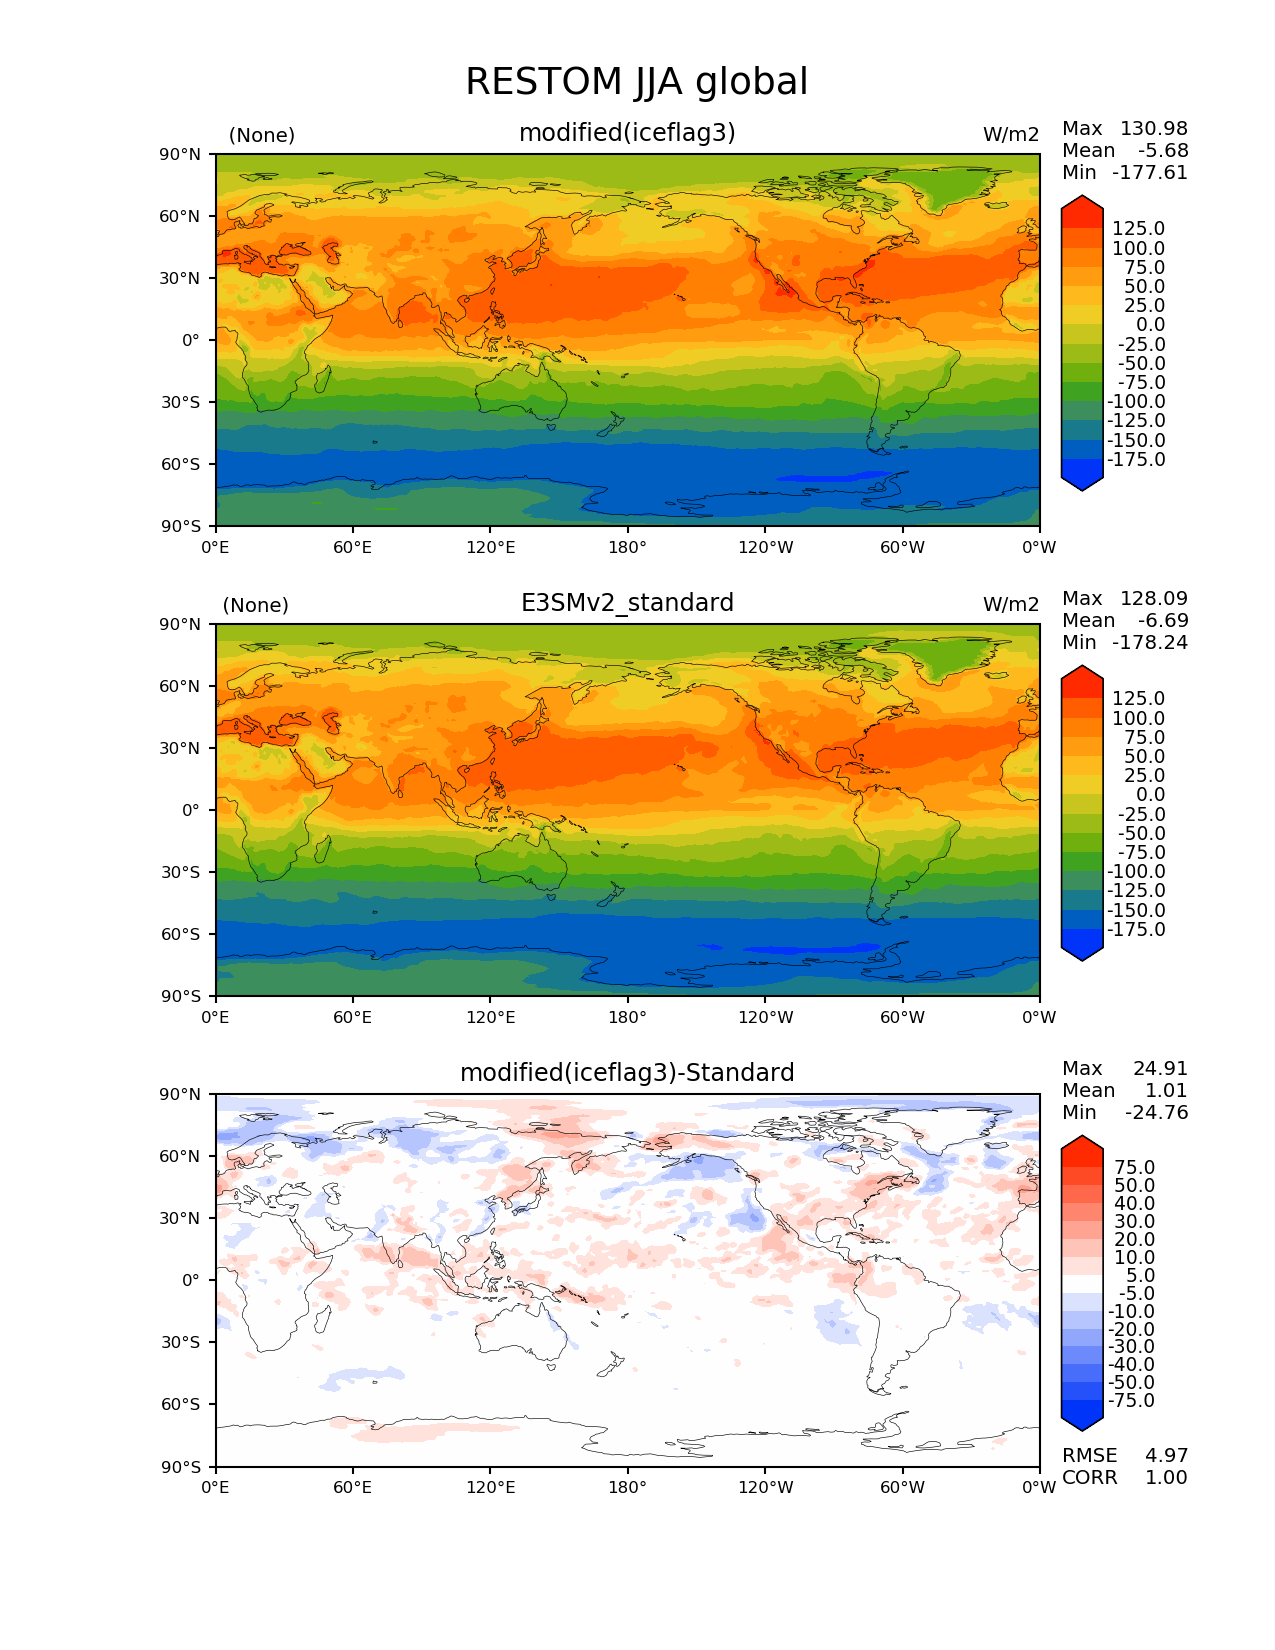 RESTOM JJA global
(None) modified(iceflag3) W/m2
Max 130.98
Mean -5.68
Min -177.61
90°N
60°N
30°N
0°
30°S
60°S
90°S
0°E 60°E 120°E 180° 120°W 60°W 0°W
125.0
100.0
75.0
50.0
25.0
0.0
-25.0
-50.0
-75.0
-100.0
-125.0
-150.0
-175.0
(None) E3SMv2_standard W/m2
Max 128.09
Mean -6.69
Min -178.24
90°N
60°N
30°N
0°
30°S
60°S
90°S
0°E 60°E 120°E 180° 120°W 60°W 0°W
125.0
100.0
75.0
50.0
25.0
0.0
-25.0
-50.0
-75.0
-100.0
-125.0
-150.0
-175.0
modified(iceflag3)-Standard
Max 24.91
Mean 1.01
Min -24.76
90°N
60°N
30°N
0°
30°S
60°S
90°S
0°E 60°E 120°E 180° 120°W 60°W 0°W
75.0
50.0
40.0
30.0
20.0
10.0
5.0
-5.0
-10.0
-20.0
-30.0
-40.0
-50.0
-75.0
RMSE 4.97
CORR 1.00